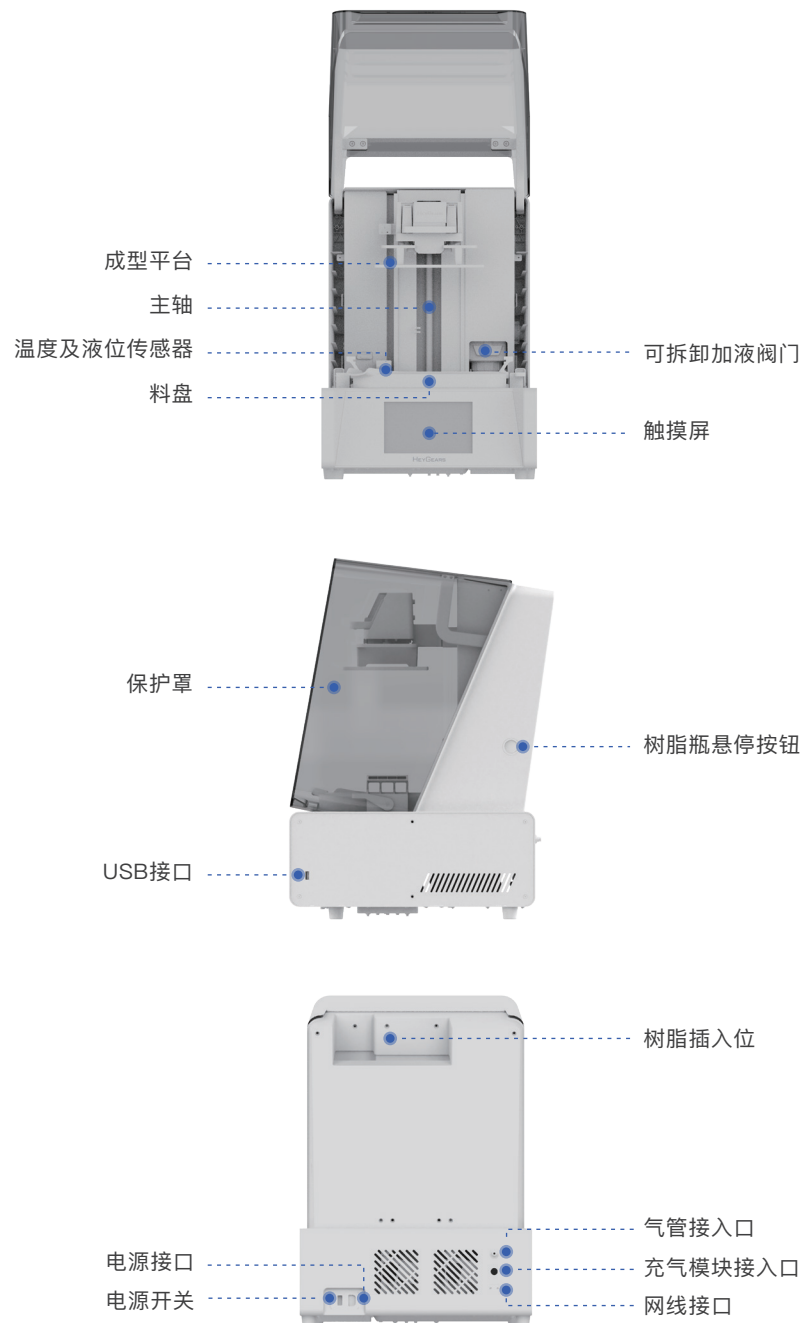 成型平台
主轴
温度及液位传感器
料盘
可拆卸加液阀门
触摸屏
HEYGEARS
保护罩
树脂瓶悬停按钮
USB接口
树脂插入位
气管接入口
电源接口
充气模块接入口
电源开关
网线接口